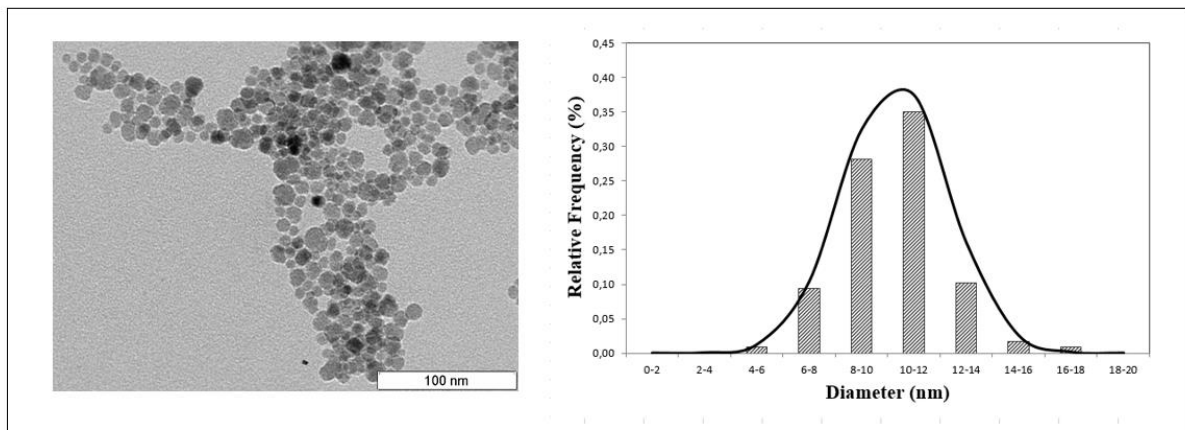 100 nm
Relative Frequency (%)
0,45
0,40
0,35
0,30
0,25
0,20
0,15
0,10
0,05
0,00
0-2 2-4 4-6 6-8 8-10 10-12 12-14 14-16 16-18 18-20
Diameter (nm)